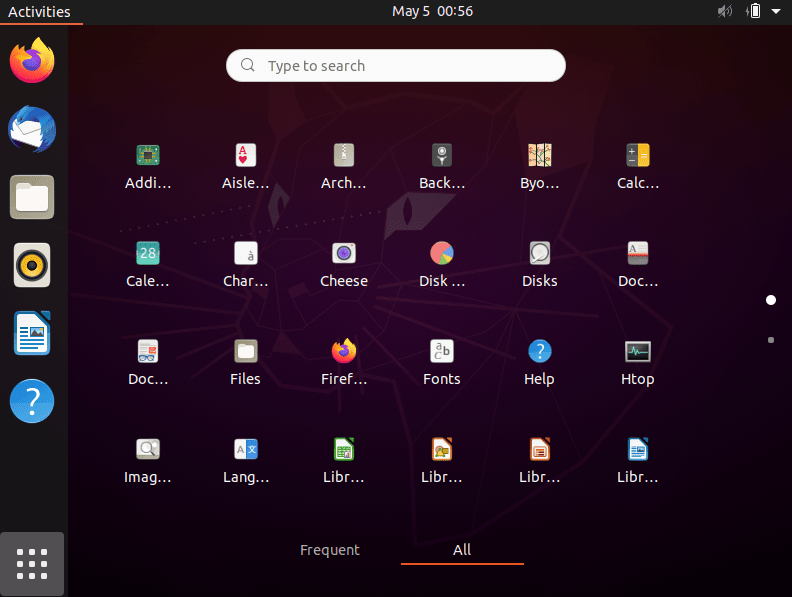 Activities
May 5 00:56
Type to search
Addi…
Aisle…
Arch…
Back…
Byo…
Calc…
28
Cale…
à
Char…
Cheese
Disk …
Disks
A
Doc…
Doc…
Files
Firef…
Fonts
Help
Htop
Imag…
Lang…
Libr…
Libr…
Libr…
Libr…
Frequent
All